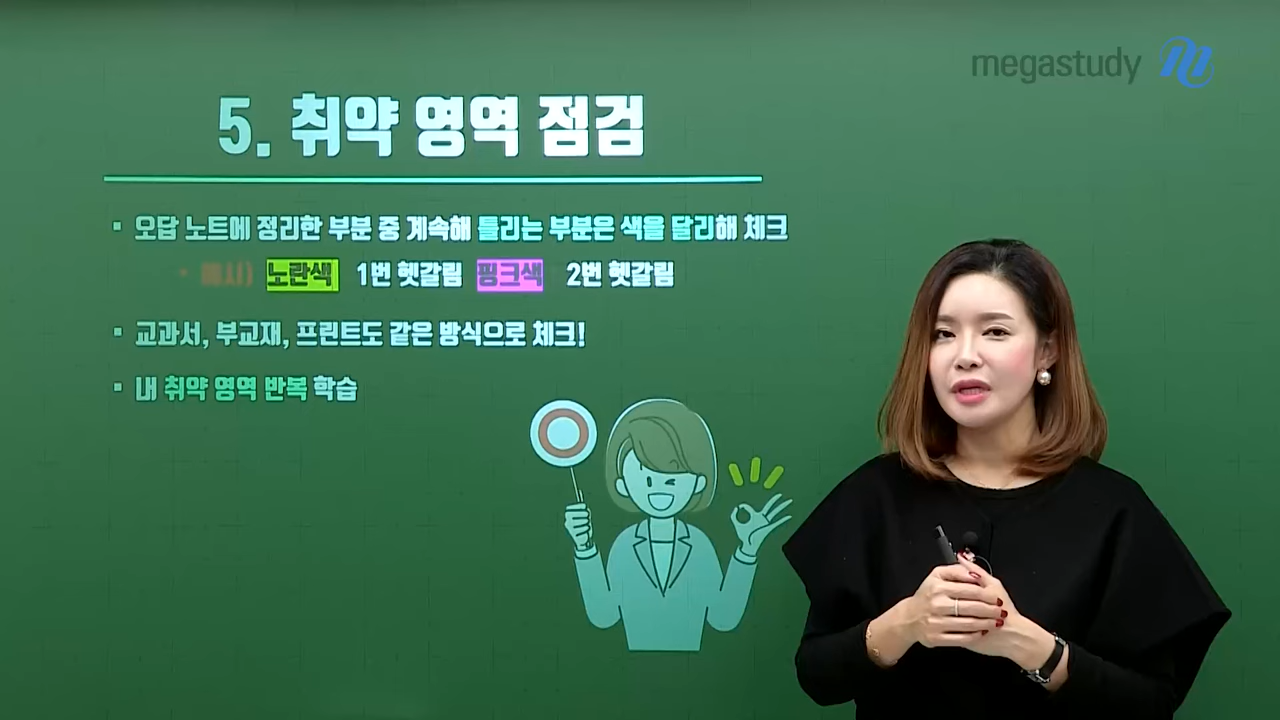 megastudy
5. 취약 영역 점검
▪ 오답 노트에 정리한 부분 중 계속해 틀리는 부분은 색을 달리해 체크
노란색 1번 헷갈림 핑크색 2번 헷갈림
▪ 교과서, 부교재, 프린트도 같은 방식으로 체크!
▪ 내 취약 영역 반복 학습